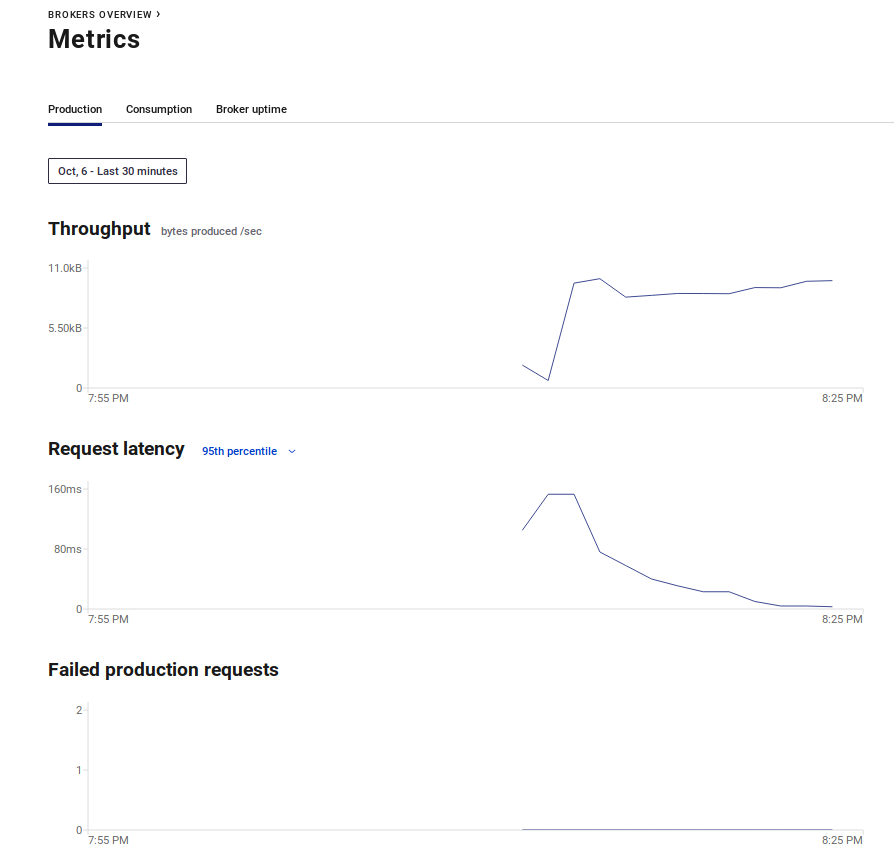 BROKERS OVERVIEW ›
Metrics
Production Consumption Broker uptime
Oct, 6 - Last 30 minutes
Throughput bytes produced /sec
11.0kB
5.50kB
0
7:55 PM 8:25 PM
Request latency 95th percentile
160ms
80ms
0
7:55 PM 8:25 PM
Failed production requests
2
1
0
7:55 PM 8:25 PM